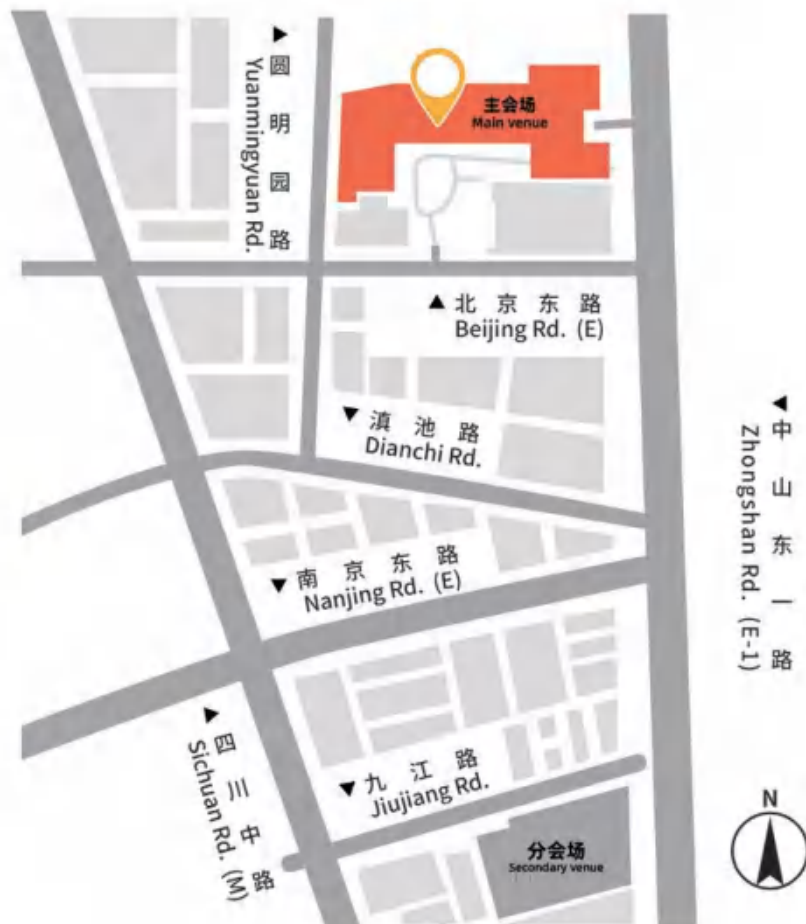 圆明园路
Yuanmingyuan Rd.
主会场
Main venue
北京东路
Beijing Rd. (E)
滇池路
Dianchi Rd.
中山东一路
Zhongshan Rd. (E-1)
南京东路
Nanjing Rd. (E)
四川中路
Sichuan Rd. (M)
九江路
Jiujiang Rd.
N
分会场
Secondary venue